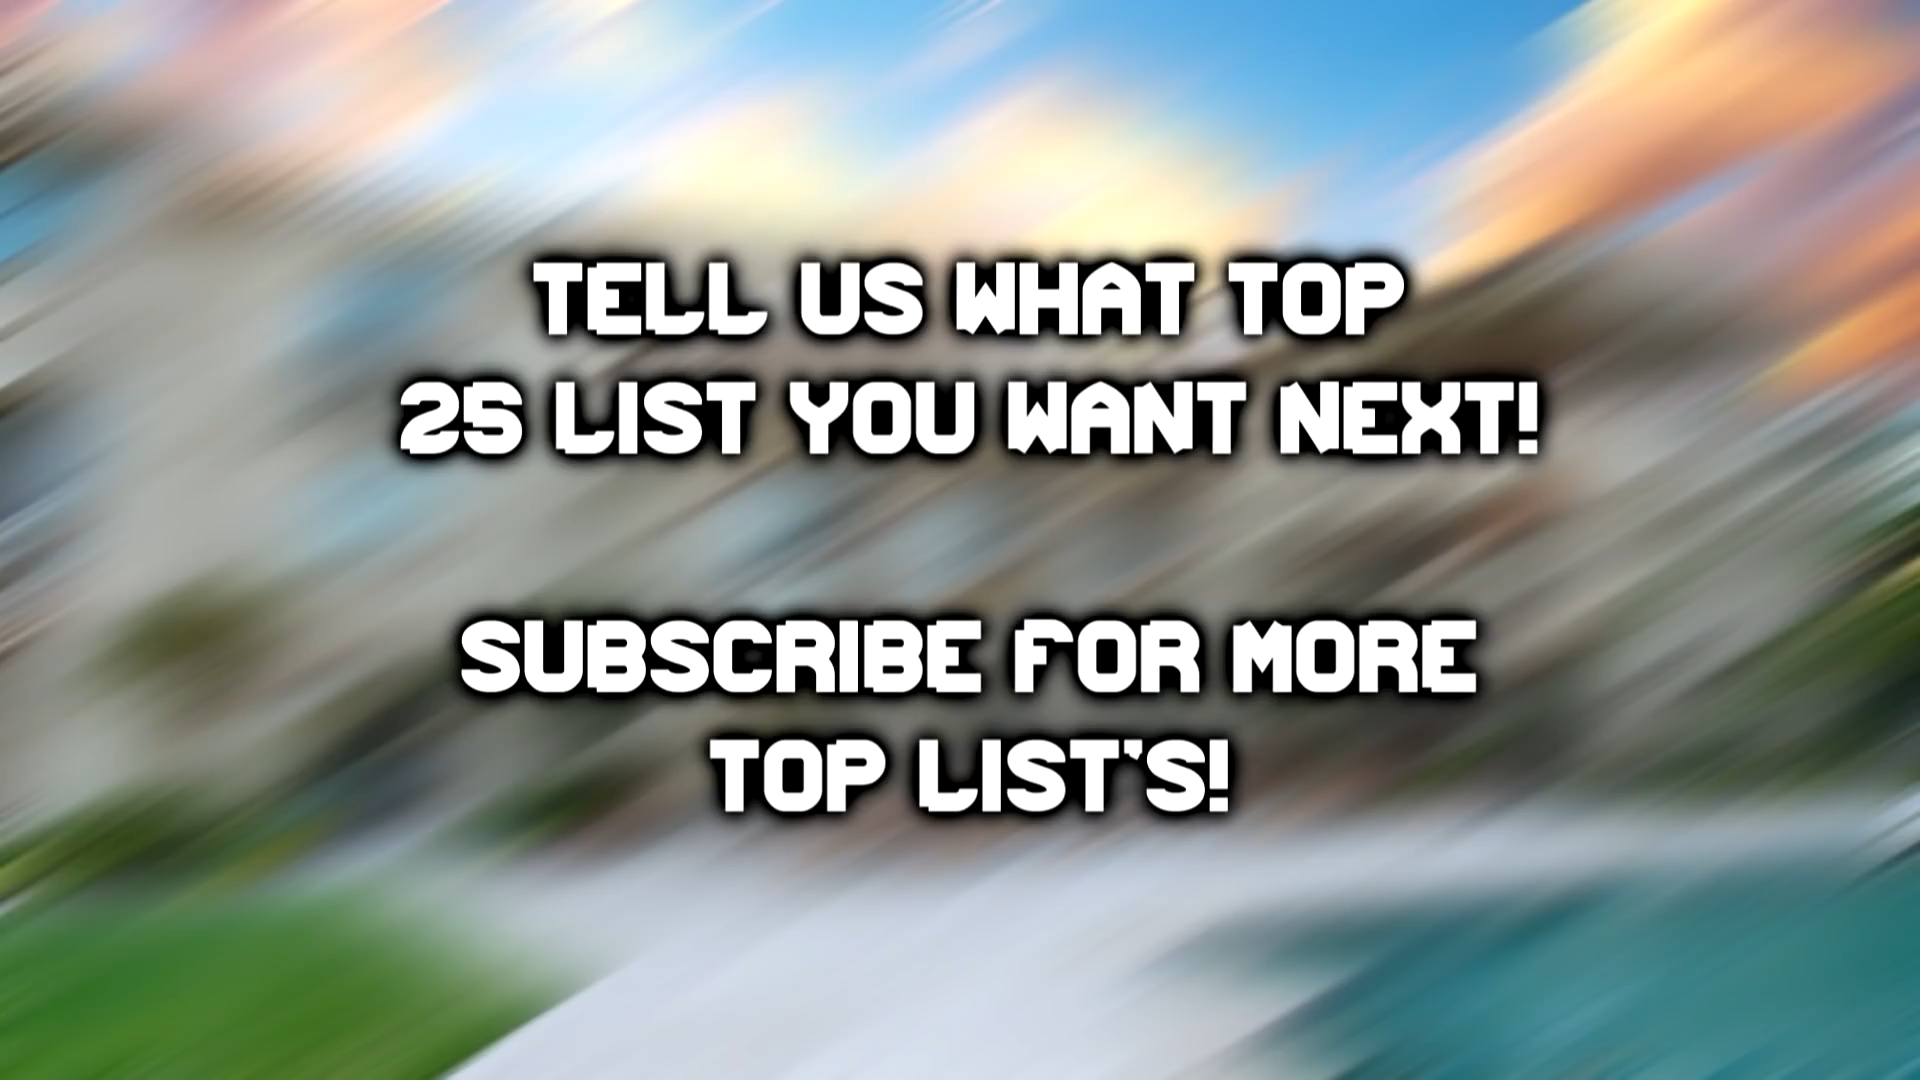 TELL US WHAT TOP
25 LIST YOU WANT NEXT!
SUBSCRIBE FOR MORE
TOP LIST'S!